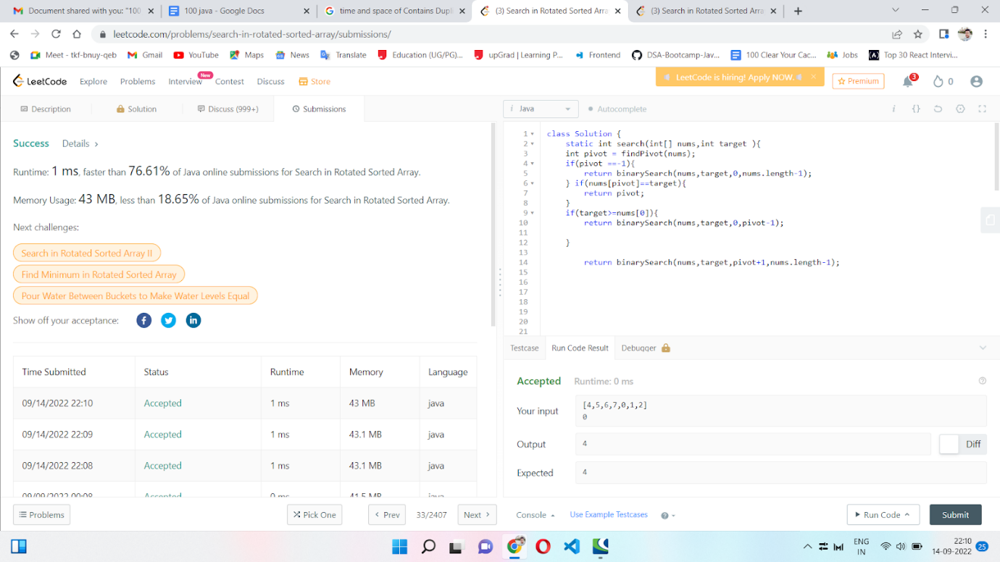 Document shared with you: "100
100 java - Google Docs
time and space of Contains Dupli
(3) Search in Rotated Sorted Arra
(3) Search in Rotated Sorted Arra
leetcode.com/problems/search-in-rotated-sorted-array/submissions/
Meet - tkf-bnuy-qeb
Gmail
YouTube
Maps
News
Translate
Education (UG/PG)...
upGrad | Learning P...
Frontend
DSA-Bootcamp-Jav...
100 Clear Your Cac...
Jobs
Top 30 React Intervi...
LeetCode
Explore
Problems
Interview
New
Contest
Discuss
Store
LeetCode is hiring! Apply NOW.
Premium
3
0
Description
Solution
Discuss (999+)
Submissions
i Java
Autocomplete
Success Details >
Runtime: 1 ms, faster than 76.61% of Java online submissions for Search in Rotated Sorted Array.
Memory Usage: 43 MB, less than 18.65% of Java online submissions for Search in Rotated Sorted Array.
Next challenges:
Search in Rotated Sorted Array II
Find Minimum in Rotated Sorted Array
Pour Water Between Buckets to Make Water Levels Equal
Show off your acceptance:
Time Submitted Status Runtime Memory Language
09/14/2022 22:10 Accepted 1 ms 43 MB java
09/14/2022 22:09 Accepted 1 ms 43.1 MB java
09/14/2022 22:08 Accepted 1 ms 43.1 MB java
09/09/2022 00:08 Accepted 0 ms 41.5 MB java
1 class Solution {
2 static int search(int[] nums,int target ){
3 int pivot = findPivot(nums);
4 if(pivot ==-1){
5 return binarySearch(nums,target,0,nums.length-1);
6 } if(nums[pivot]==target){
7 return pivot;
8 }
9 if(target>=nums[0]){
10 return binarySearch(nums,target,0,pivot-1);
11
12 }
13
14 return binarySearch(nums,target,pivot+1,nums.length-1);
15
16
17
18
19
20
21
Testcase
Run Code Result
Debugger
Accepted Runtime: 0 ms
Your input
[4,5,6,7,0,1,2]
0
Output
4
Diff
Expected
4
Problems
Pick One
< Prev
33/2407
Next >
Console
Use Example Testcases
Run Code
Submit
ENG
IN
22:10
14-09-2022
25